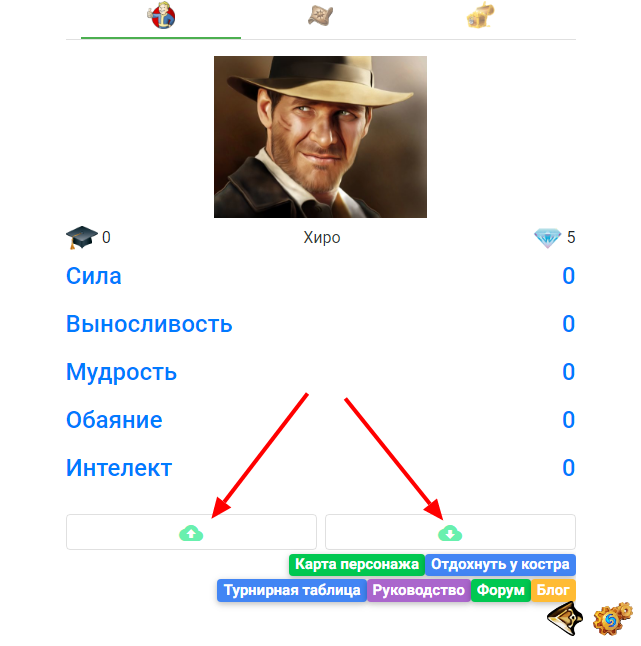 0 Хиро 5
Сила 0
Выносливость 0
Мудрость 0
Обаяние 0
Интелект 0
Карта персонажа Отдохнуть у костра
Турнирная таблица Руководство Форум Блог